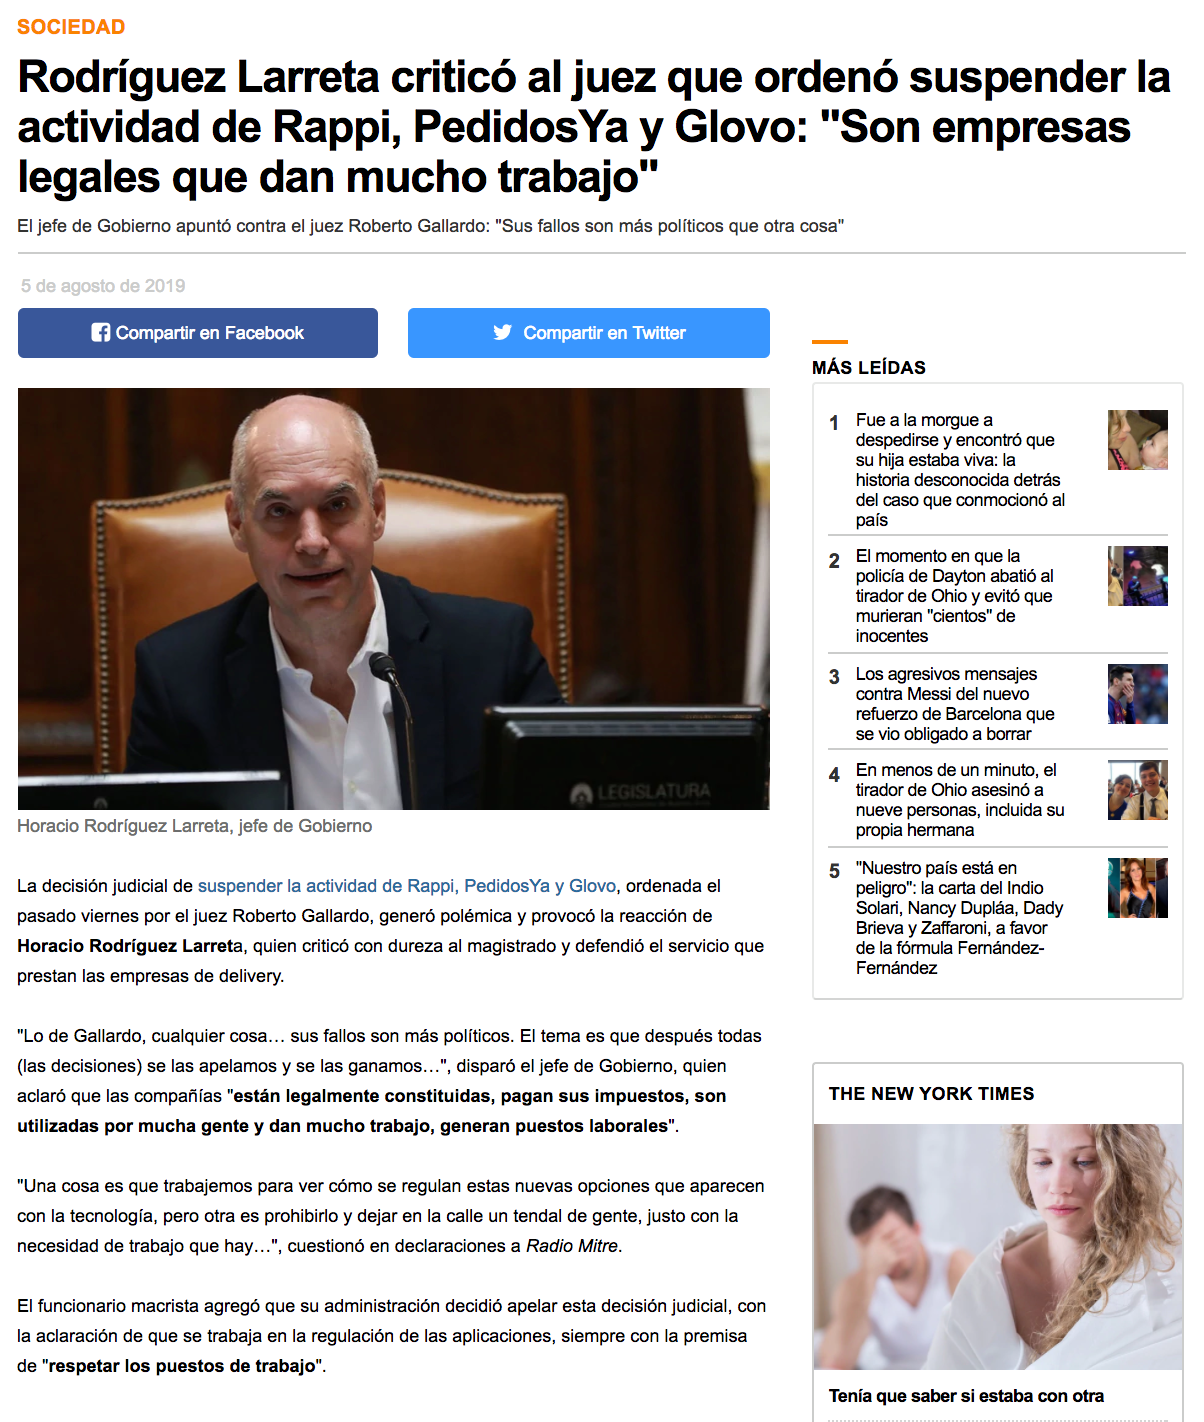 SOCIEDAD
Rodríguez Larreta criticó al juez que ordenó suspender la
actividad de Rappi, PedidosYa y Glovo: "Son empresas
legales que dan mucho trabajo"
El jefe de Gobierno apuntó contra el juez Roberto Gallardo: "Sus fallos son más políticos que otra cosa"
5 de agosto de 2019
Compartir en Facebook
Compartir en Twitter
LEGISLATURA
Horacio Rodríguez Larreta, jefe de Gobierno
La decisión judicial de suspender la actividad de Rappi, PedidosYa y Glovo, ordenada el
pasado viernes por el juez Roberto Gallardo, generó polémica y provocó la reacción de
Horacio Rodríguez Larreta, quien criticó con dureza al magistrado y defendió el servicio que
prestan las empresas de delivery.
"Lo de Gallardo, cualquier cosa… sus fallos son más políticos. El tema es que después todas
(las decisiones) se las apelamos y se las ganamos…", disparó el jefe de Gobierno, quien
aclaró que las compañías "están legalmente constituidas, pagan sus impuestos, son
utilizadas por mucha gente y dan mucho trabajo, generan puestos laborales".
"Una cosa es que trabajemos para ver cómo se regulan estas nuevas opciones que aparecen
con la tecnología, pero otra es prohibirlo y dejar en la calle un tendal de gente, justo con la
necesidad de trabajo que hay…", cuestionó en declaraciones a Radio Mitre.
El funcionario macrista agregó que su administración decidió apelar esta decisión judicial, con
la aclaración de que se trabaja en la regulación de las aplicaciones, siempre con la premisa
de "respetar los puestos de trabajo".
MÁS LEÍDAS
1 Fue a la morgue a
despedirse y encontró que
su hija estaba viva: la
historia desconocida detrás
del caso que conmocionó al
país
2 El momento en que la
policía de Dayton abatió al
tirador de Ohio y evitó que
murieran "cientos" de
inocentes
3 Los agresivos mensajes
contra Messi del nuevo
refuerzo de Barcelona que
se vio obligado a borrar
4 En menos de un minuto, el
tirador de Ohio asesinó a
nueve personas, incluida su
propia hermana
5 "Nuestro país está en
peligro": la carta del Indio
Solari, Nancy Dupláa, Dady
Brieva y Zaffaroni, a favor
de la fórmula Fernández-
Fernández
THE NEW YORK TIMES
Tenía que saber si estaba con otra